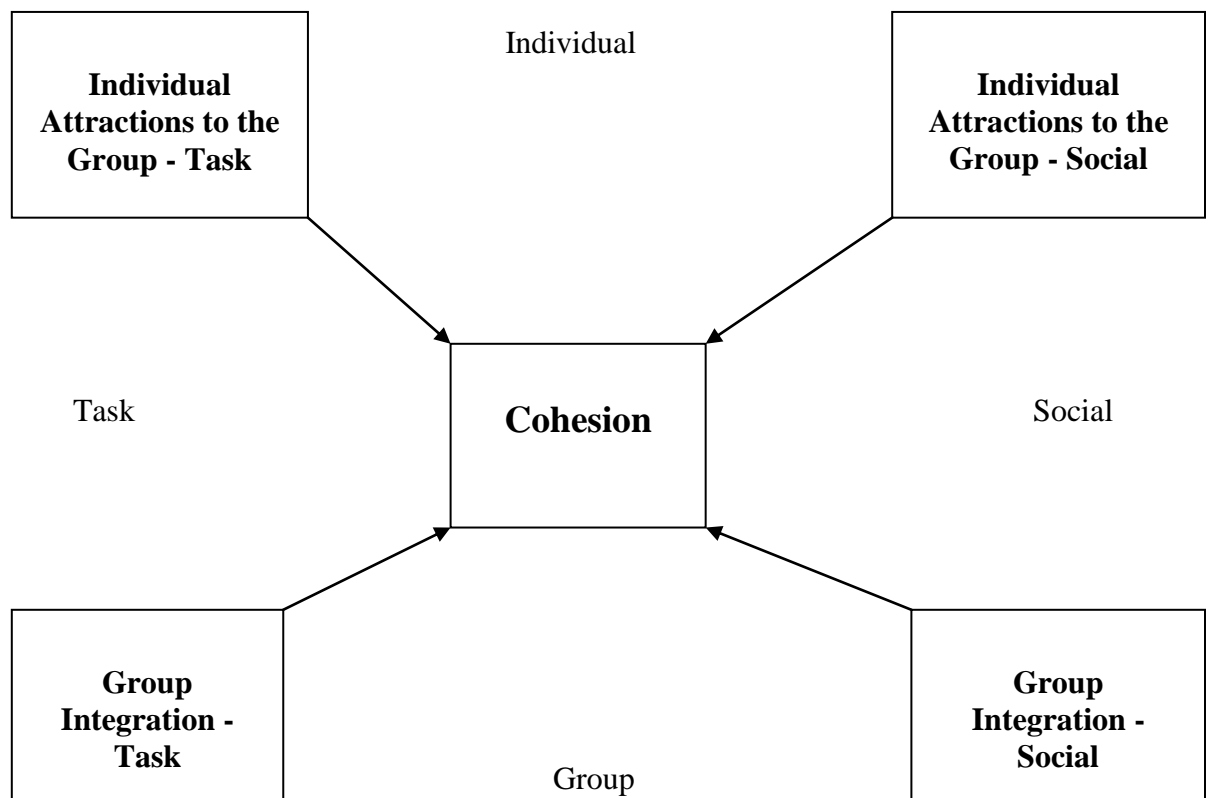 Individual
Individual
Attractions to the
Group - Task
Individual
Attractions to the
Group - Social
Task
Cohesion
Social
Group
Integration -
Task
Group
Integration -
Social
Group